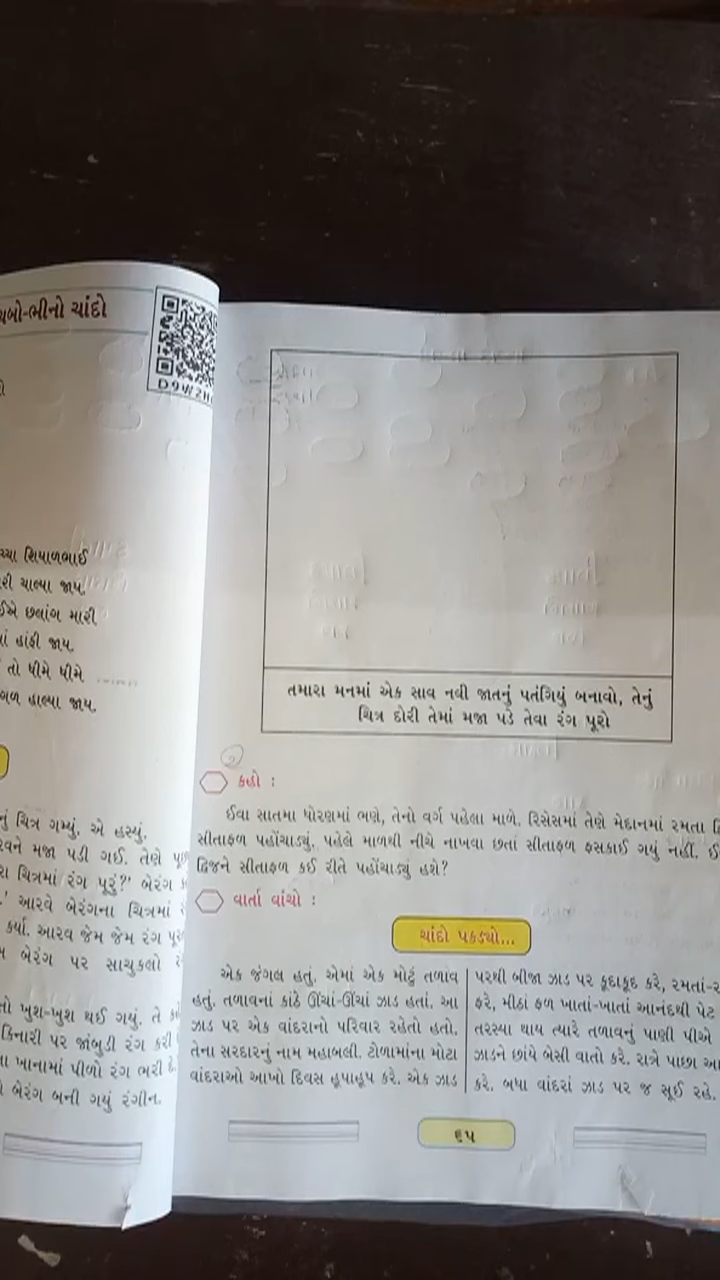 ચાંદો
સિયાળભાઈ
ચાલ્યા જાય.
છલાંગ મારી
હાંફી જાય.
તો ધીમે ધીમે
હાલ્યા જાય.
ચિત્ર ગમ્યું. એ હસ્યું.
મજા પડી ગઈ. તેણે
ચિત્રમાં રંગ પૂરું?' બેરંગ
આરવે બેરંગના ચિત્રમાં
કર્યા. આરવ જેમ જેમ રંગ
બેરંગ પર સાચુકલો
ખુશ-ખુશ થઈ ગયું. તે
કિનારી પર જાંબુડી રંગ કરી
ખાનામાં પીળો રંગ ભરી
બેરંગ બની ગયું રંગીન.
તમારા મનમાં એક સાવ નવી જાતનું પતંગિયું બનાવો, તેનું
ચિત્ર દોરી તેમાં મજા પડે તેવા રંગ પૂરો
કહો :
ઈવા સાતમા ધોરણમાં ભણે, તેનો વર્ગ પહેલા માળે. રિસેસમાં તેણે મેદાનમાં રમતા
સીતાફળ પહોંચાડ્યું. પહેલે માળથી નીચે નાખવા છતાં સીતાફળ ફસકાઈ ગયું નહીં.
દ્વિજને સીતાફળ કઈ રીતે પહોંચાડ્યું હશે?
વાર્તા વાંચો :
ચાંદો પકડ્યો...
એક જંગલ હતું. એમાં એક મોટું તળાવ
હતું. તળાવનાં કાંઠે ઊંચાં-ઊંચાં ઝાડ હતાં. આ
ઝાડ પર એક વાંદરાનો પરિવાર રહેતો હતો.
તેના સરદારનું નામ મહાબલી. ટોળામાંના મોટા
વાંદરાઓ આખો દિવસ હૂપાહૂપ કરે. એક ઝાડ
પરથી બીજા ઝાડ પર કૂદાકૂદ કરે, રમતાં
ફરે, મીઠાં ફળ ખાતાં-ખાતાં આનંદથી પેટ
તરસ્યા થાય ત્યારે તળાવનું પાણી પીએ
ઝાડને છાંયે બેસી વાતો કરે. રાત્રે પાછા
કરે. બધા વાંદરાં ઝાડ પર જ સૂઈ રહે.
૬૫